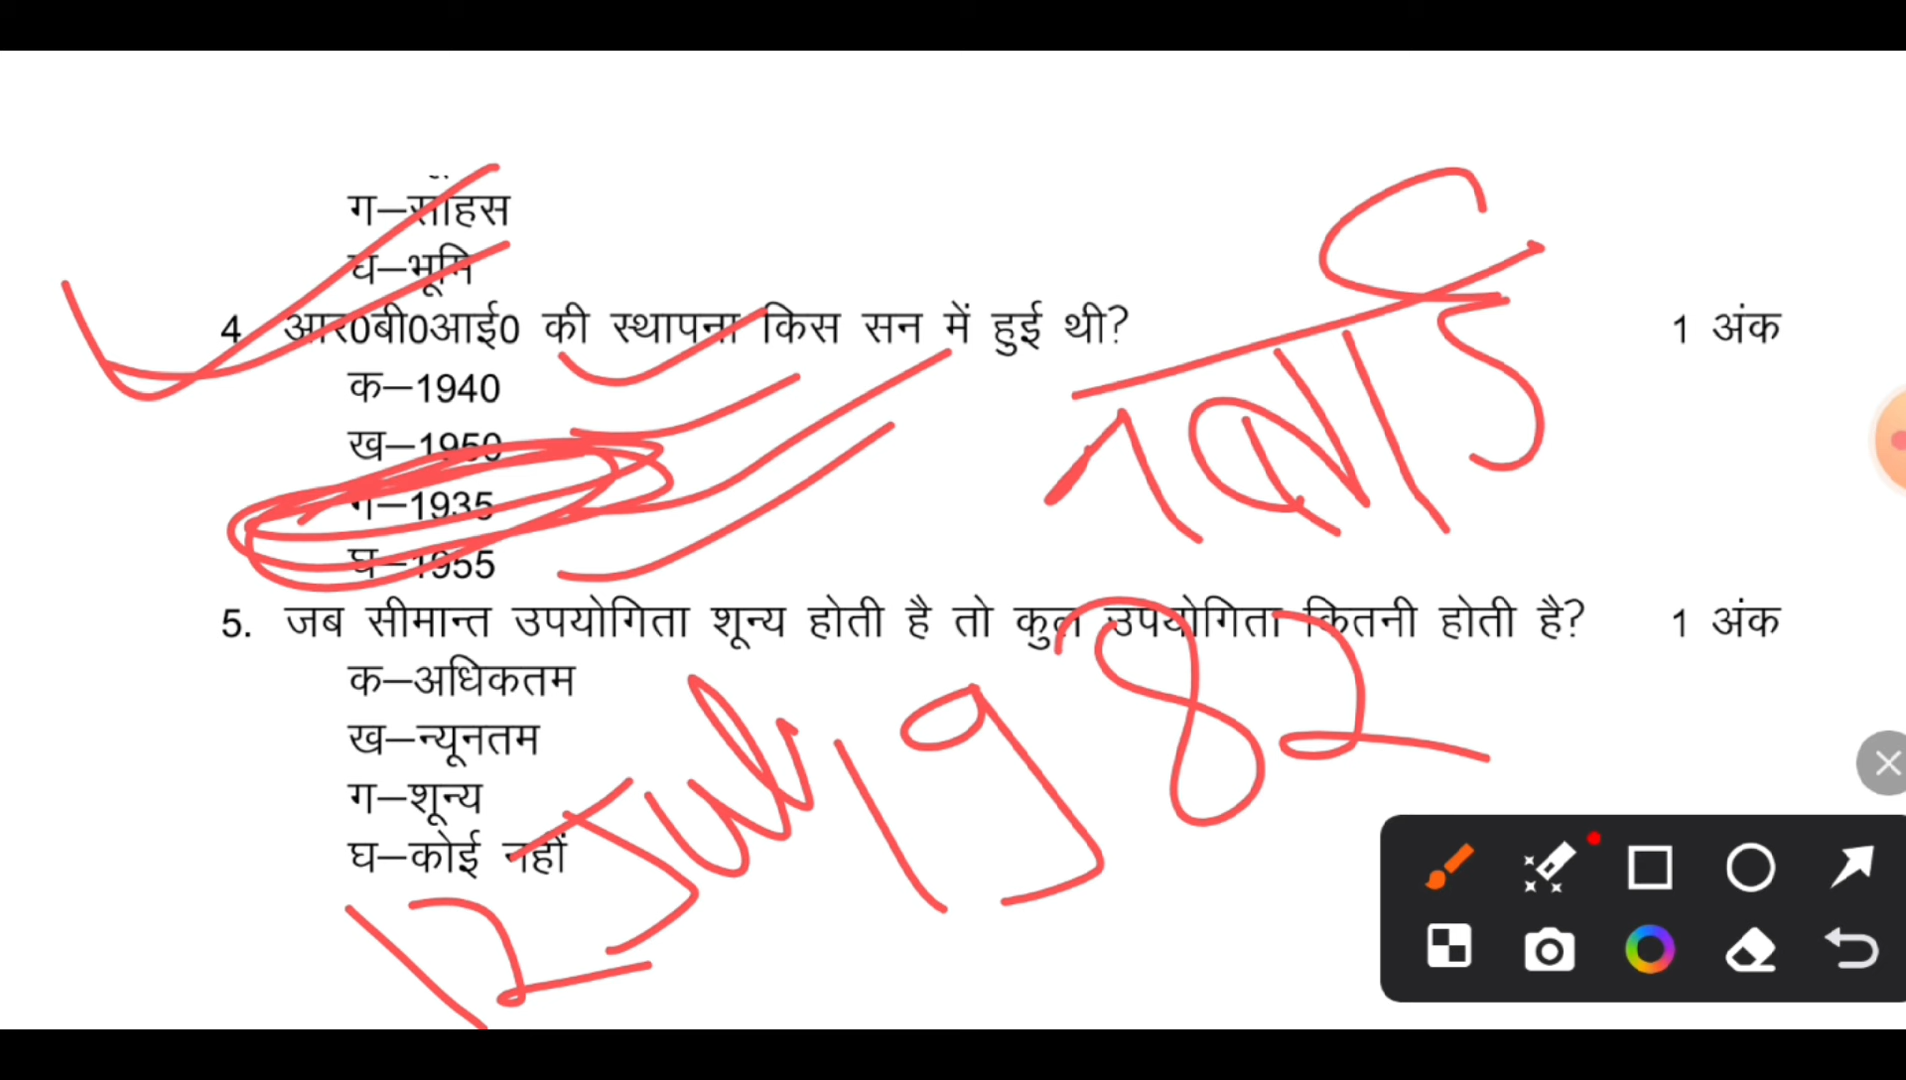 ग–साहस
घ–भूमि
4. आर0बी0आई0 की स्थापना किस सन में हुई थी? 1 अंक
क–1940
ख–1950
ग–1935
घ–1955
नाबार्ड
5. जब सीमान्त उपयोगिता शून्य होती है तो कुल उपयोगिता कितनी होती है? 1 अंक
क–अधिकतम
ख–न्यूनतम
ग–शून्य
घ–कोई नहीं
12 July 1982